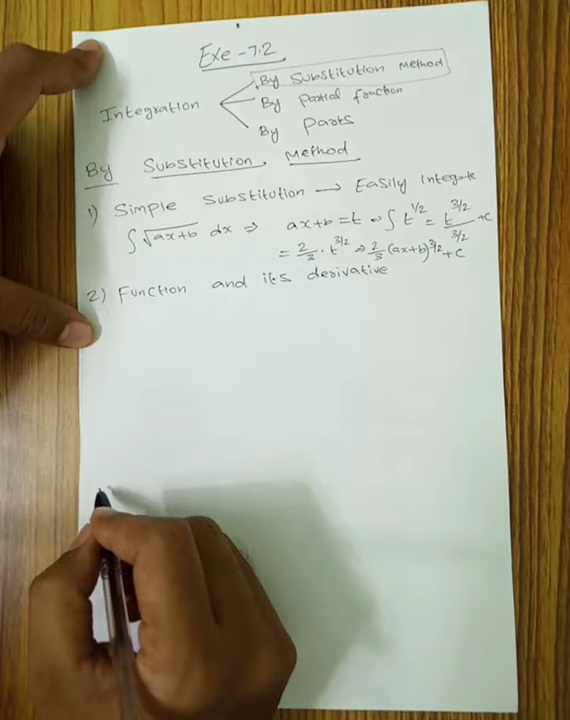 Exe - 7.2
By Substitution Method
Integration
By Partial function
By Parts
By Substitution Method
1) Simple Substitution → Easily Integrate
∫√ax+b dx ⇒ ax+b = t ⇒ ∫ t^1/2 = t^3/2 / 3/2 + c
= 2/3 · t^3/2 ⇒ 2/3 (ax+b)^3/2 + c
2) Function and its derivative